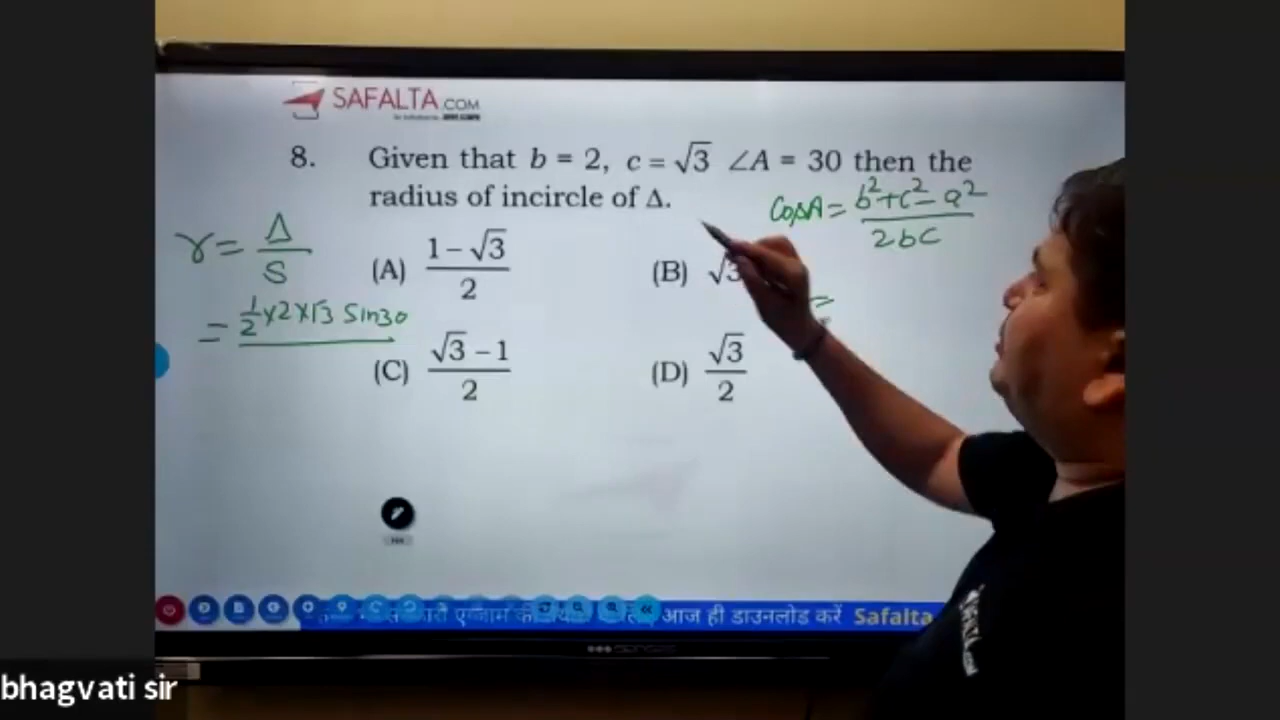 SAFALTA.COM
8. Given that b = 2, c = √3 ∠A = 30 then the
radius of incircle of Δ.
CosA = (b²+c²-a²)/(2bc)
r = Δ/S
(A) (1-√3)/2
(B) √3
= ½×2×√3 Sin30
=
(C) (√3-1)/2
(D) √3/2
आज ही डाउनलोड करें Safalta
bhagvati sir